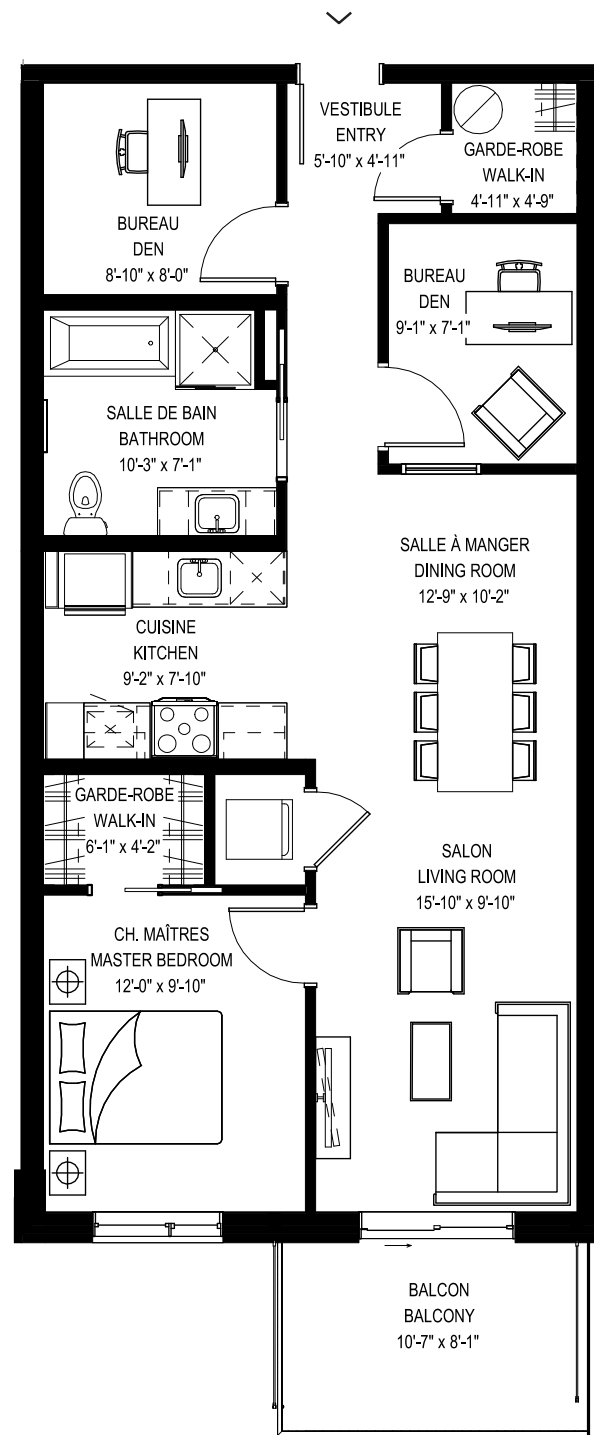 VESTIBULE
ENTRY
5'-10" x 4'-11"
GARDE-ROBE
WALK-IN
4'-11" x 4'-9"
BUREAU
DEN
8'-10" x 8'-0"
BUREAU
DEN
9'-1" x 7'-1"
SALLE DE BAIN
BATHROOM
10'-3" x 7'-1"
SALLE À MANGER
DINING ROOM
12'-9" x 10'-2"
CUISINE
KITCHEN
9'-2" x 7'-10"
GARDE-ROBE
WALK-IN
6'-1" x 4'-2"
SALON
LIVING ROOM
15'-10" x 9'-10"
CH. MAÎTRES
MASTER BEDROOM
12'-0" x 9'-10"
BALCON
BALCONY
10'-7" x 8'-1"